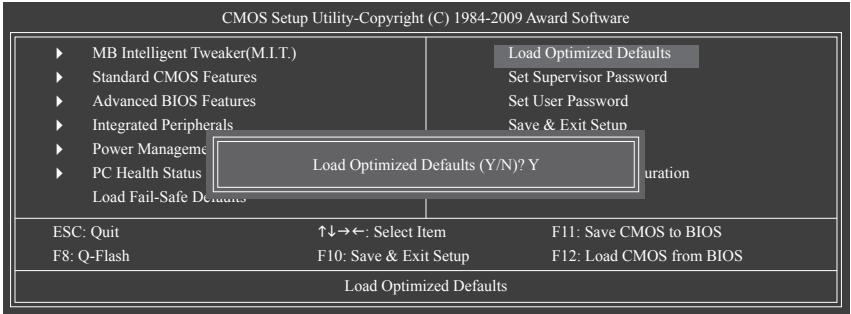 CMOS Setup Utility-Copyright (C) 1984-2009 Award Software
MB Intelligent Tweaker(M.I.T.)
Standard CMOS Features
Advanced BIOS Features
Integrated Peripherals
Power Manageme
PC Health Status
Load Fail-Safe Defaults
Load Optimized Defaults
Set Supervisor Password
Set User Password
Save & Exit Setup
uration
Load Optimized Defaults (Y/N)? Y
ESC: Quit ↑↓→←: Select Item F11: Save CMOS to BIOS
F8: Q-Flash F10: Save & Exit Setup F12: Load CMOS from BIOS
Load Optimized Defaults